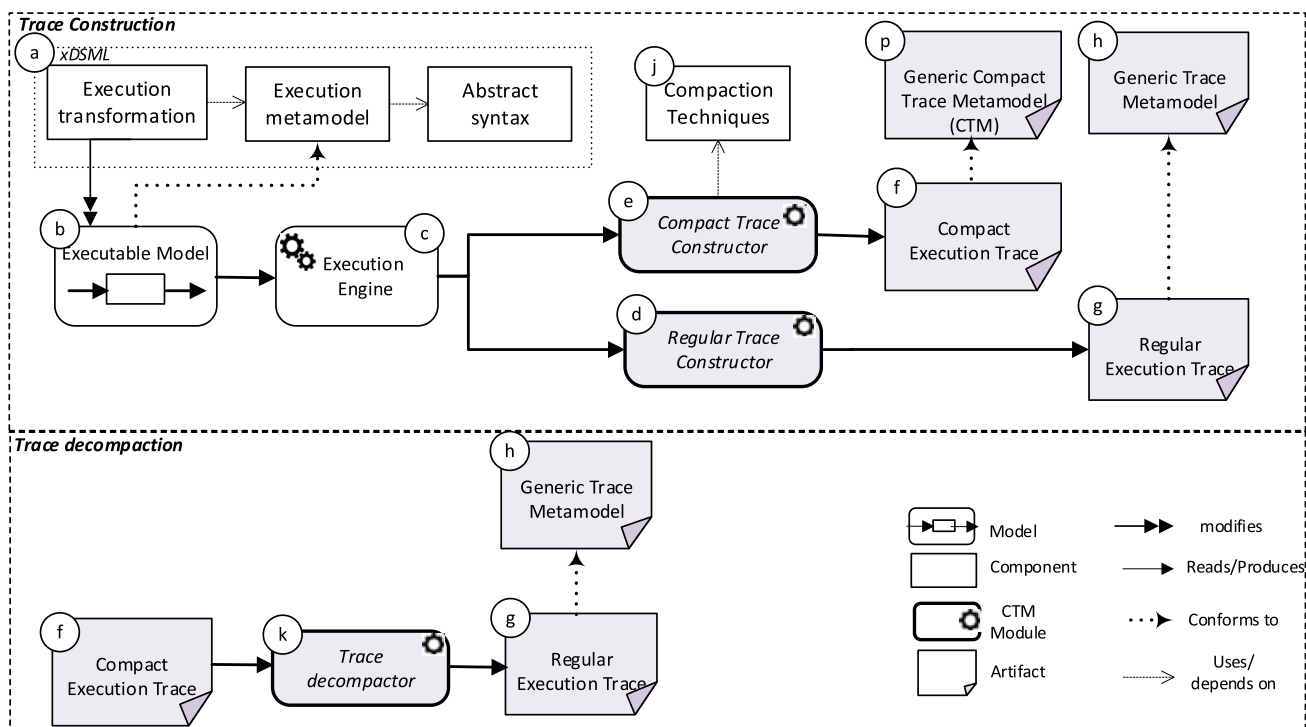 Trace Construction
a
xDSML
Execution
transformation
Execution
metamodel
Abstract
syntax
j
Compaction
Techniques
p
Generic Compact
Trace Metamodel
(CTM)
h
Generic Trace
Metamodel
b
Executable Model
c
Execution
Engine
e
Compact Trace
Constructor
f
Compact
Execution Trace
d
Regular Trace
Constructor
g
Regular
Execution Trace
Trace decompaction
h
Generic Trace
Metamodel
f
Compact
Execution Trace
k
Trace
decompactor
g
Regular
Execution Trace
Model
modifies
Component
Reads/Produces
CTM
Module
Conforms to
Artifact
Uses/
depends on